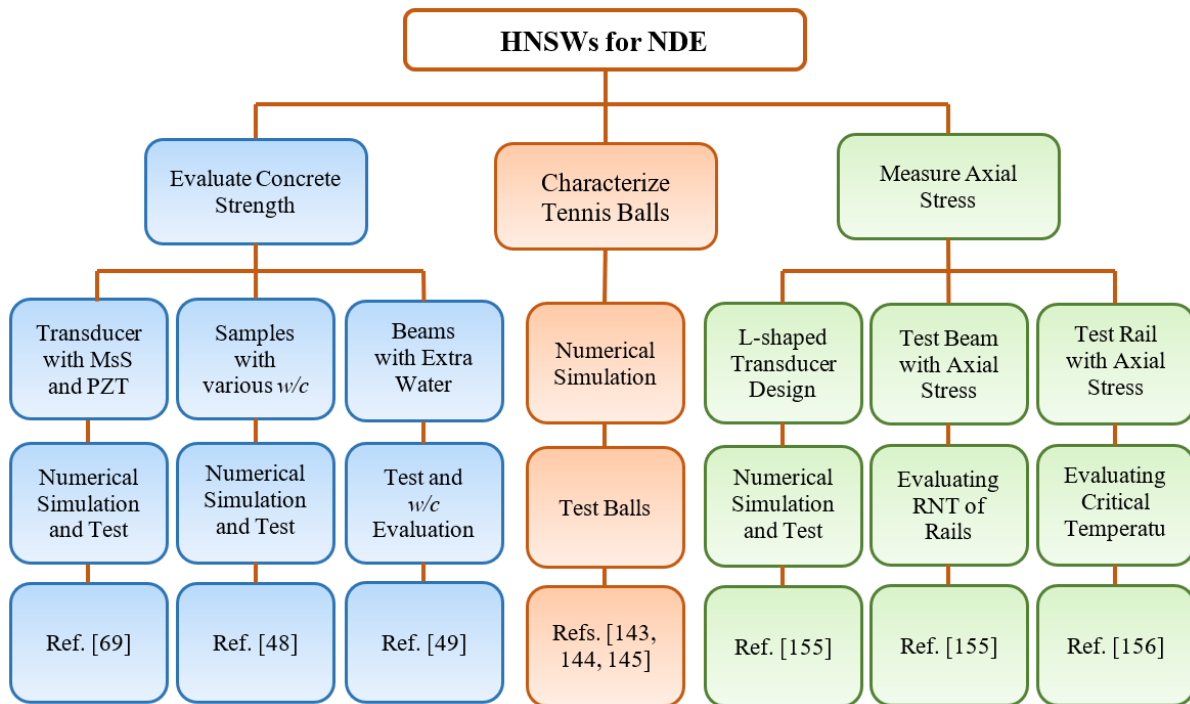 HNSWs for NDE
Evaluate Concrete
Strength
Characterize
Tennis Balls
Measure Axial
Stress
Transducer
with MsS
and PZT
Samples
with
various w/c
Beams
with Extra
Water
Numerical
Simulation
L-shaped
Transducer
Design
Test Beam
with Axial
Stress
Test Rail
with Axial
Stress
Numerical
Simulation
and Test
Numerical
Simulation
and Test
Test and
w/c
Evaluation
Test Balls
Numerical
Simulation
and Test
Evaluating
RNT of
Rails
Evaluating
Critical
Temperatu
Ref. [69]
Ref. [48]
Ref. [49]
Refs. [143,
144, 145]
Ref. [155]
Ref. [155]
Ref. [156]